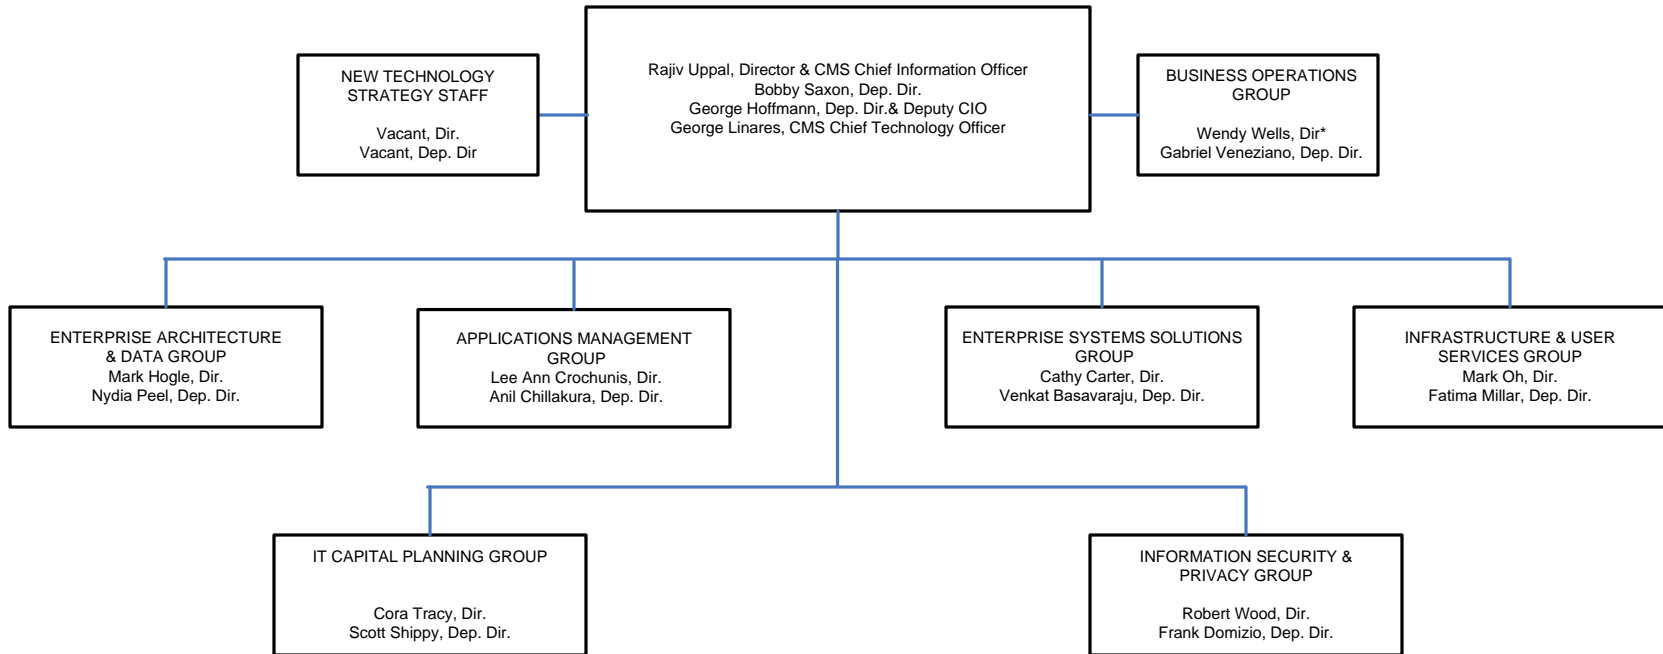 NEW TECHNOLOGY
STRATEGY STAFF
Vacant, Dir.
Vacant, Dep. Dir
Rajiv Uppal, Director & CMS Chief Information Officer
Bobby Saxon, Dep. Dir.
George Hoffmann, Dep. Dir.& Deputy CIO
George Linares, CMS Chief Technology Officer
BUSINESS OPERATIONS
GROUP
Wendy Wells, Dir*
Gabriel Veneziano, Dep. Dir.
ENTERPRISE ARCHITECTURE
& DATA GROUP
Mark Hogle, Dir.
Nydia Peel, Dep. Dir.
APPLICATIONS MANAGEMENT
GROUP
Lee Ann Crochunis, Dir.
Anil Chillakura, Dep. Dir.
ENTERPRISE SYSTEMS SOLUTIONS
GROUP
Cathy Carter, Dir.
Venkat Basavaraju, Dep. Dir.
INFRASTRUCTURE & USER
SERVICES GROUP
Mark Oh, Dir.
Fatima Millar, Dep. Dir.
IT CAPITAL PLANNING GROUP
Cora Tracy, Dir.
Scott Shippy, Dep. Dir.
INFORMATION SECURITY &
PRIVACY GROUP
Robert Wood, Dir.
Frank Domizio, Dep. Dir.